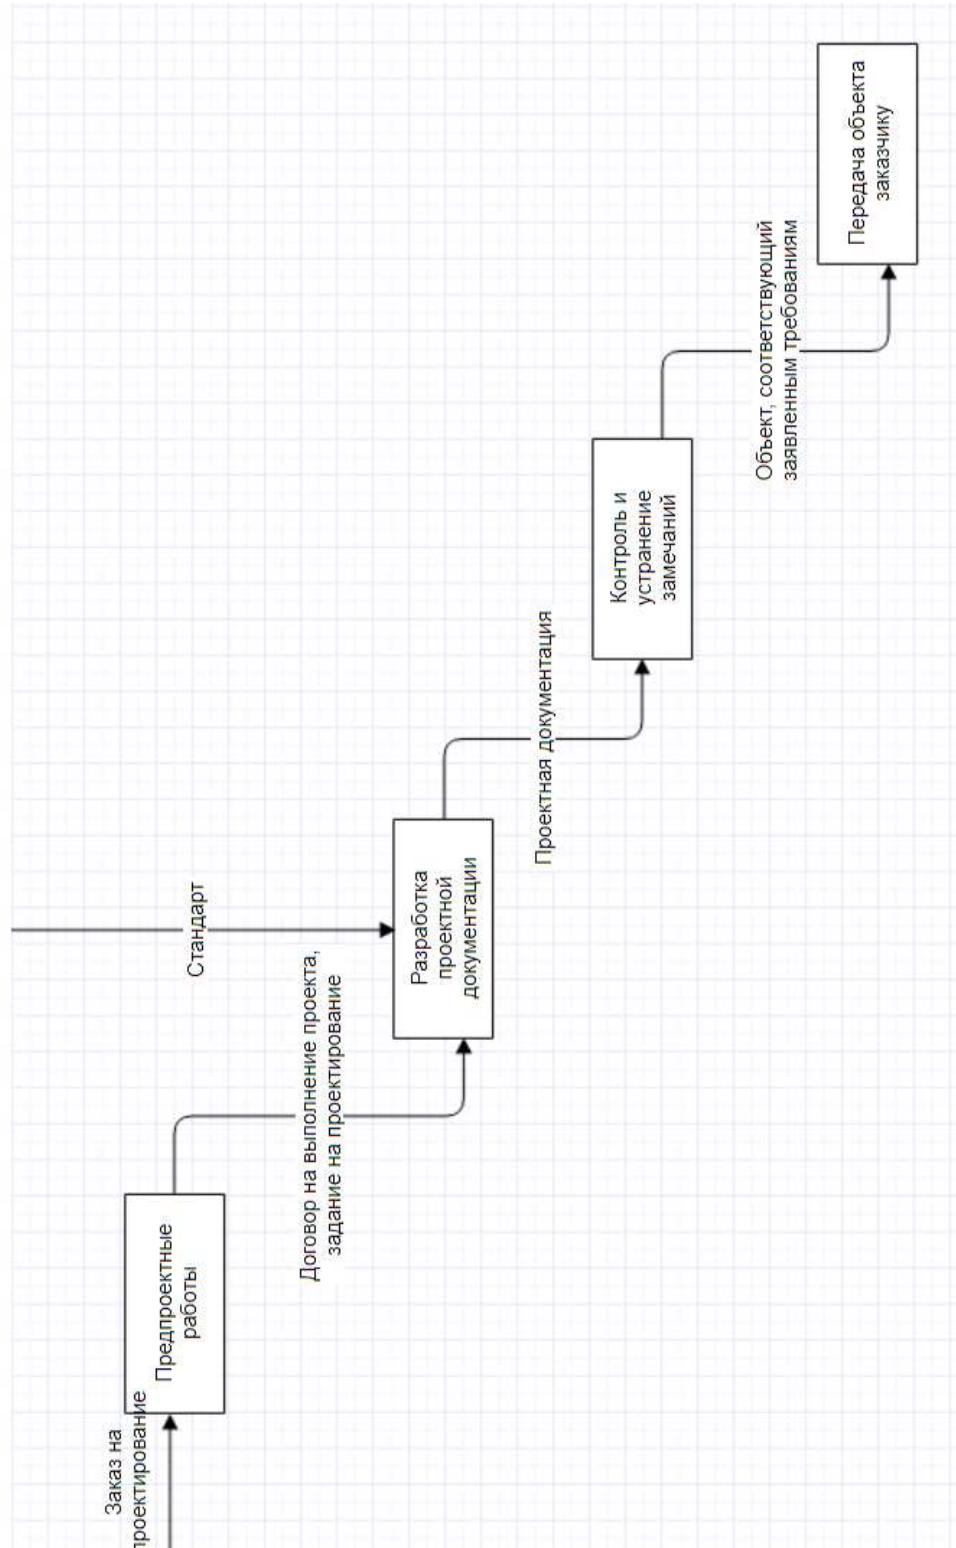 Заказ на
проектирование
Предпроектные
работы
Договор на выполнение проекта,
задание на проектирование
Стандарт
Разработка
проектной
документации
Проектная документация
Контроль и
устранение
замечаний
Объект, соответствующий
заявленным требованиям
Передача объекта
заказчику